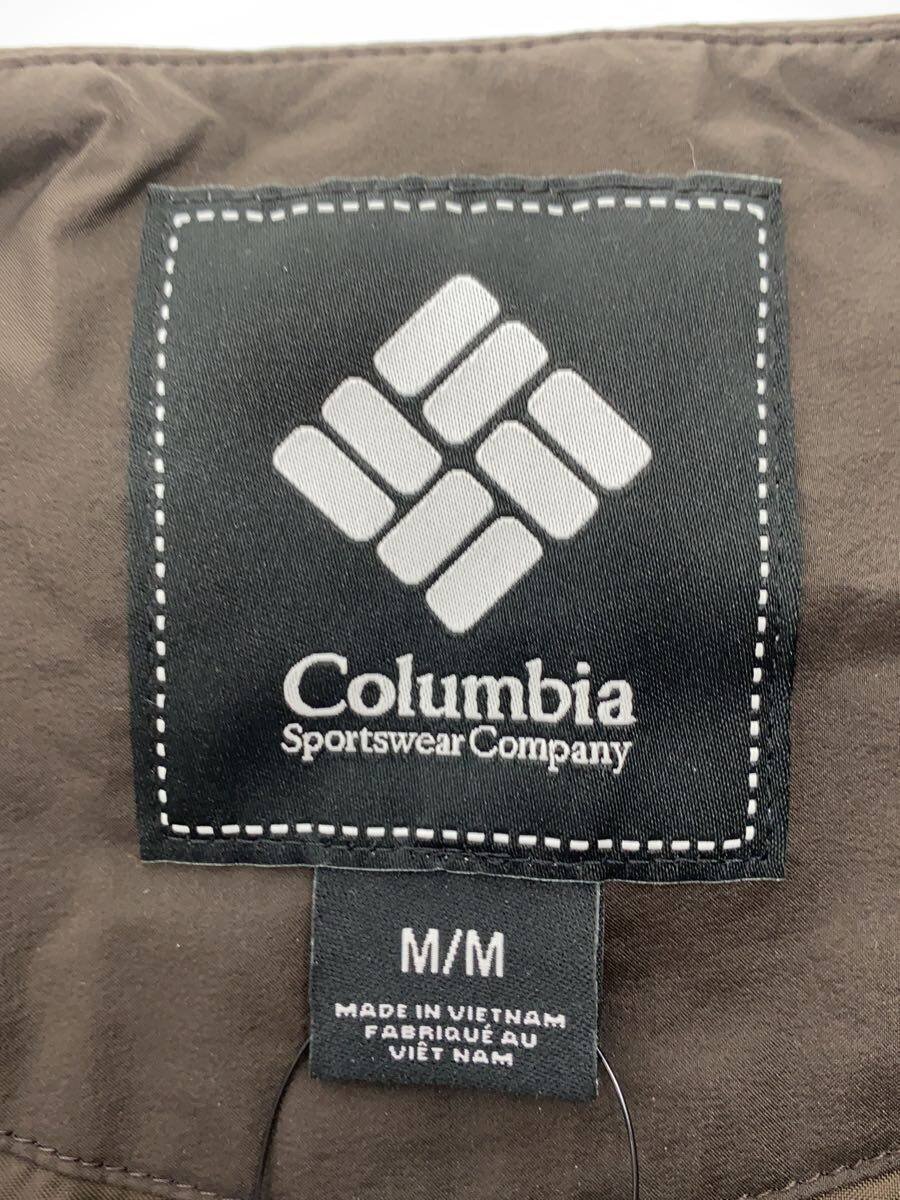 Columbia
Sportswear Company
M/M
MADE IN VIETNAM
FABRIQUÉ AU
VIÊT NAM